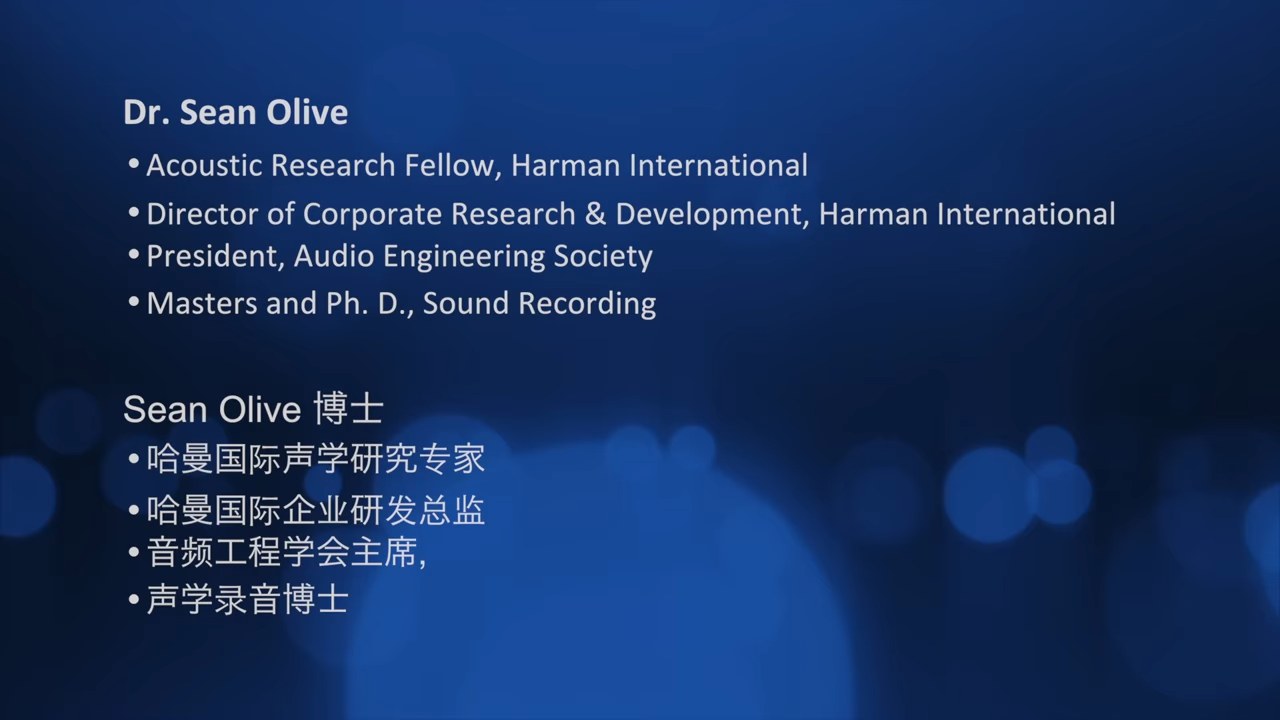 Dr. Sean Olive
• Acoustic Research Fellow, Harman International
• Director of Corporate Research & Development, Harman International
• President, Audio Engineering Society
• Masters and Ph. D., Sound Recording
Sean Olive 博士
• 哈曼国际声学研究专家
• 哈曼国际企业研发总监
• 音频工程学会主席,
• 声学录音博士